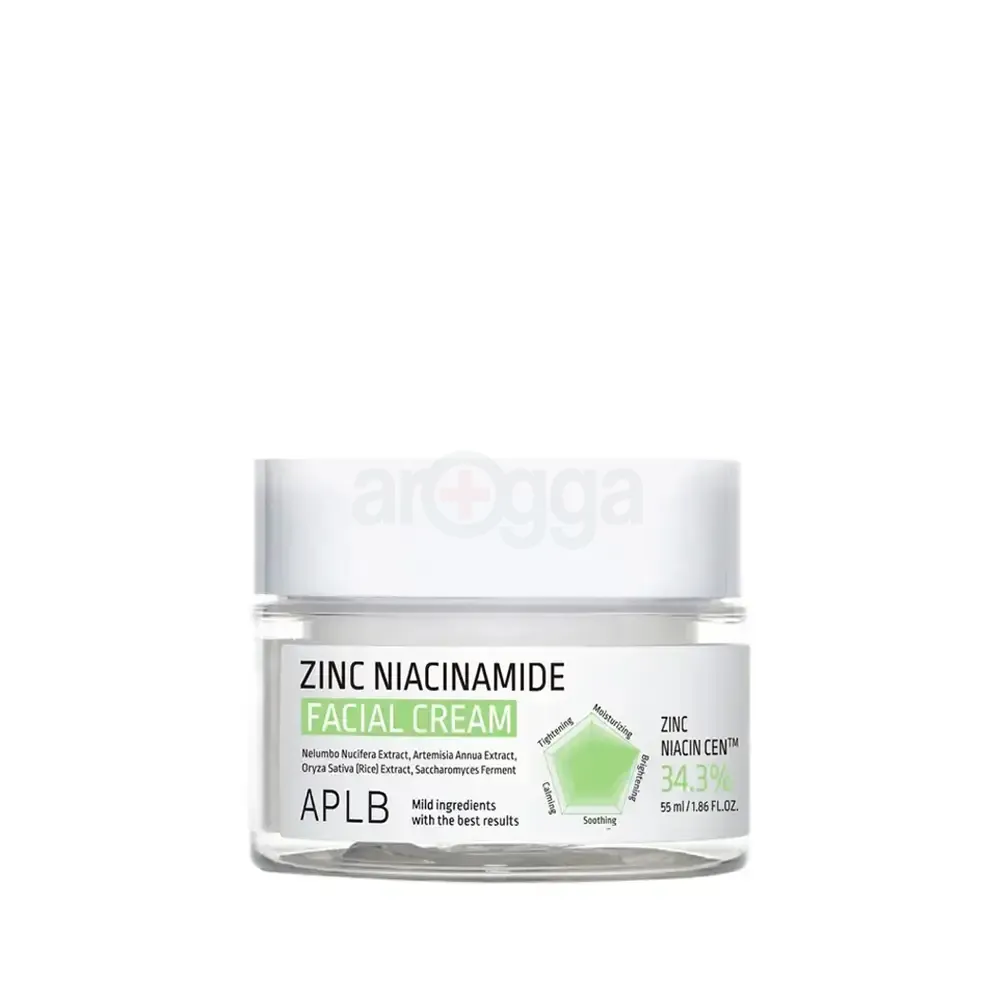 arogga
ZINC NIACINAMIDE
FACIAL CREAM
Nelumbo Nucifera Extract, Artemisia Annua Extract,
Oryza Sativa (Rice) Extract, Saccharomyces Ferment
APLB
Mild ingredients
with the best results
Tightening
Moisturizing
Brightening
Soothing
Calming
ZINC
NIACIN CEN™
34.3%
55 ml / 1.86 FL.OZ.